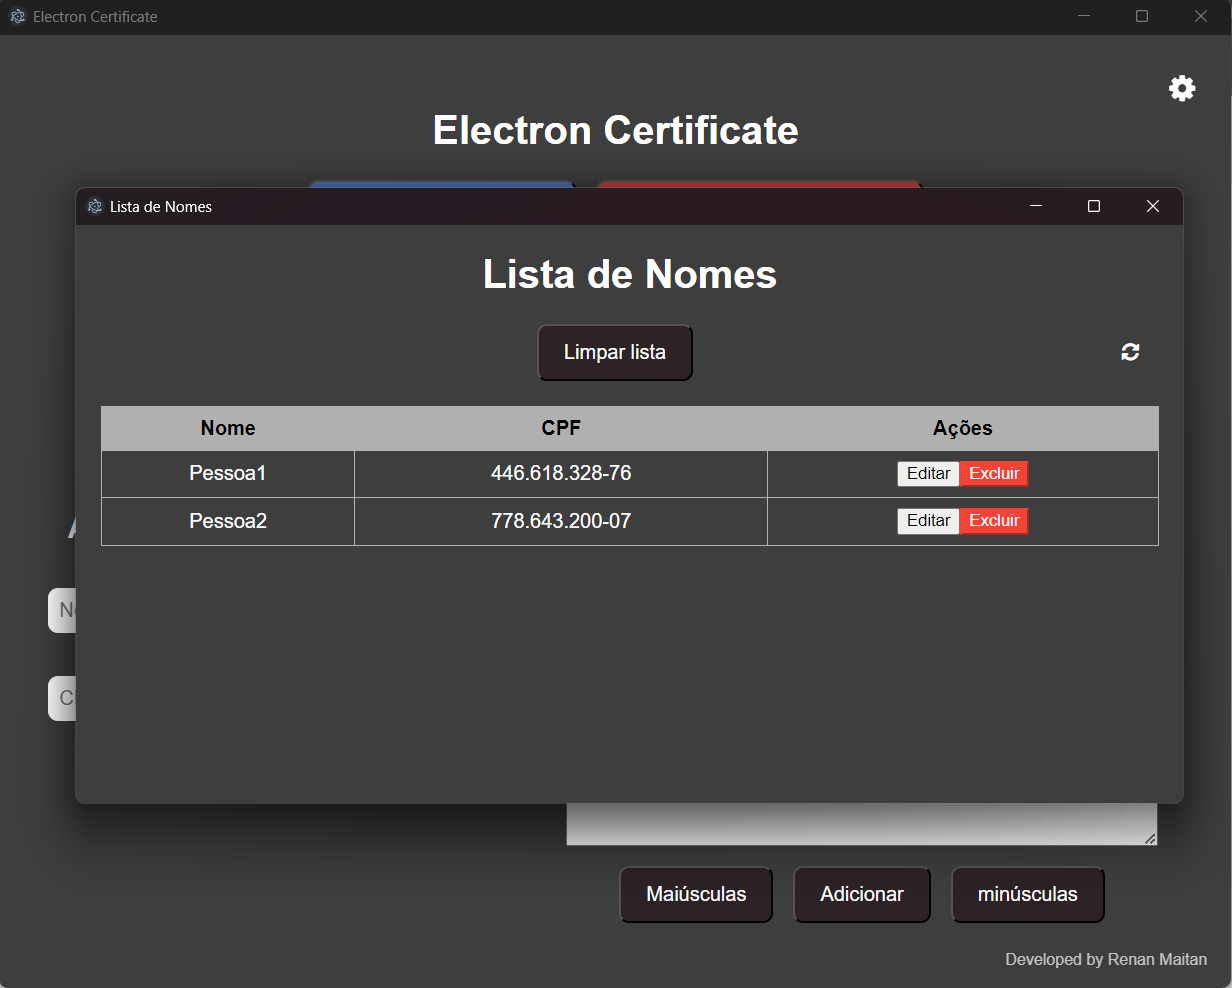 Electron Certificate
Electron Certificate
Lista de Nomes
Lista de Nomes
Limpar lista
Nome CPF Ações
Pessoa1 446.618.328-76 Editar Excluir
Pessoa2 778.643.200-07 Editar Excluir
Maiúsculas Adicionar minúsculas
Developed by Renan Maitan